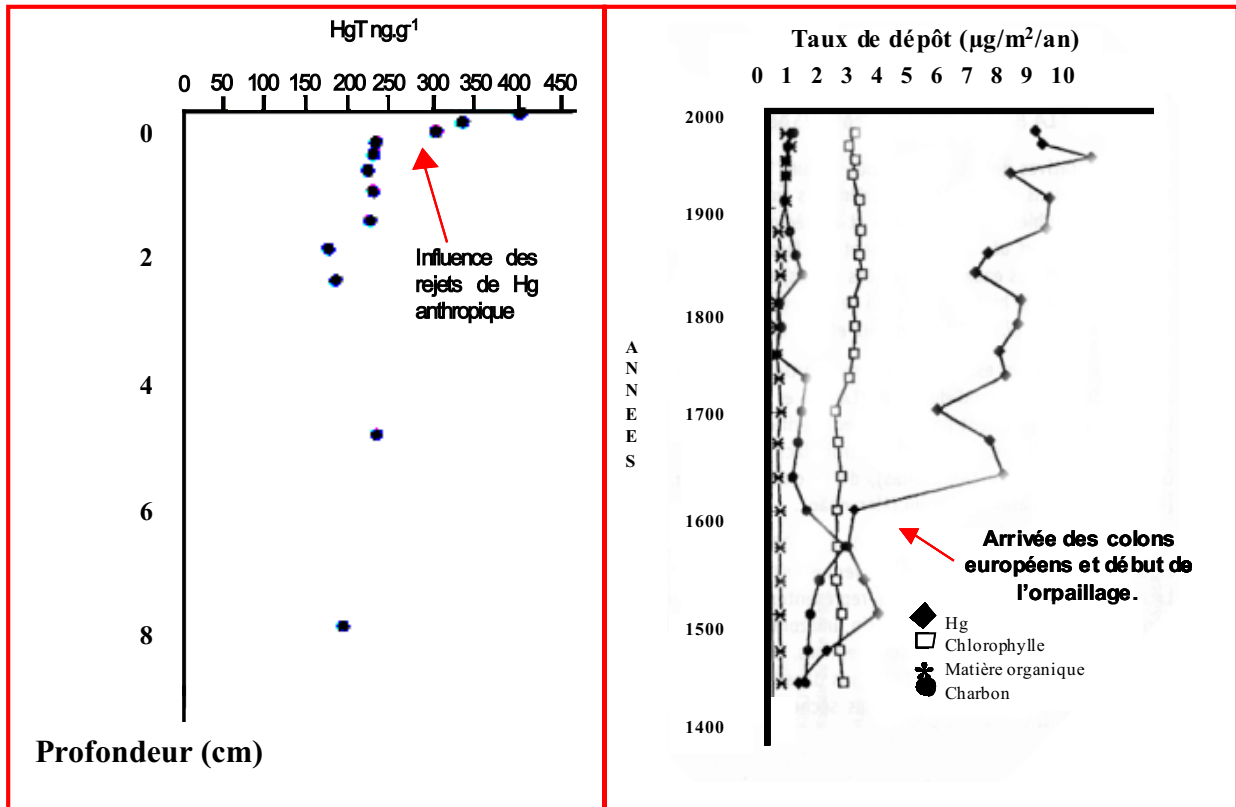 HgT ng.g-1
0 50 100 150 200 250 300 350 400 450
0
2
4
6
8
Influence des
rejets de Hg
anthropique
Profondeur (cm)
Taux de dépôt (µg/m2/an)
0 1 2 3 4 5 6 7 8 9 10
2000
1900
1800
1700
1600
1500
1400
A
N
N
E
E
S
Arrivée des colons
européens et début de
l'orpaillage.
Hg
Chlorophylle
Matière organique
Charbon